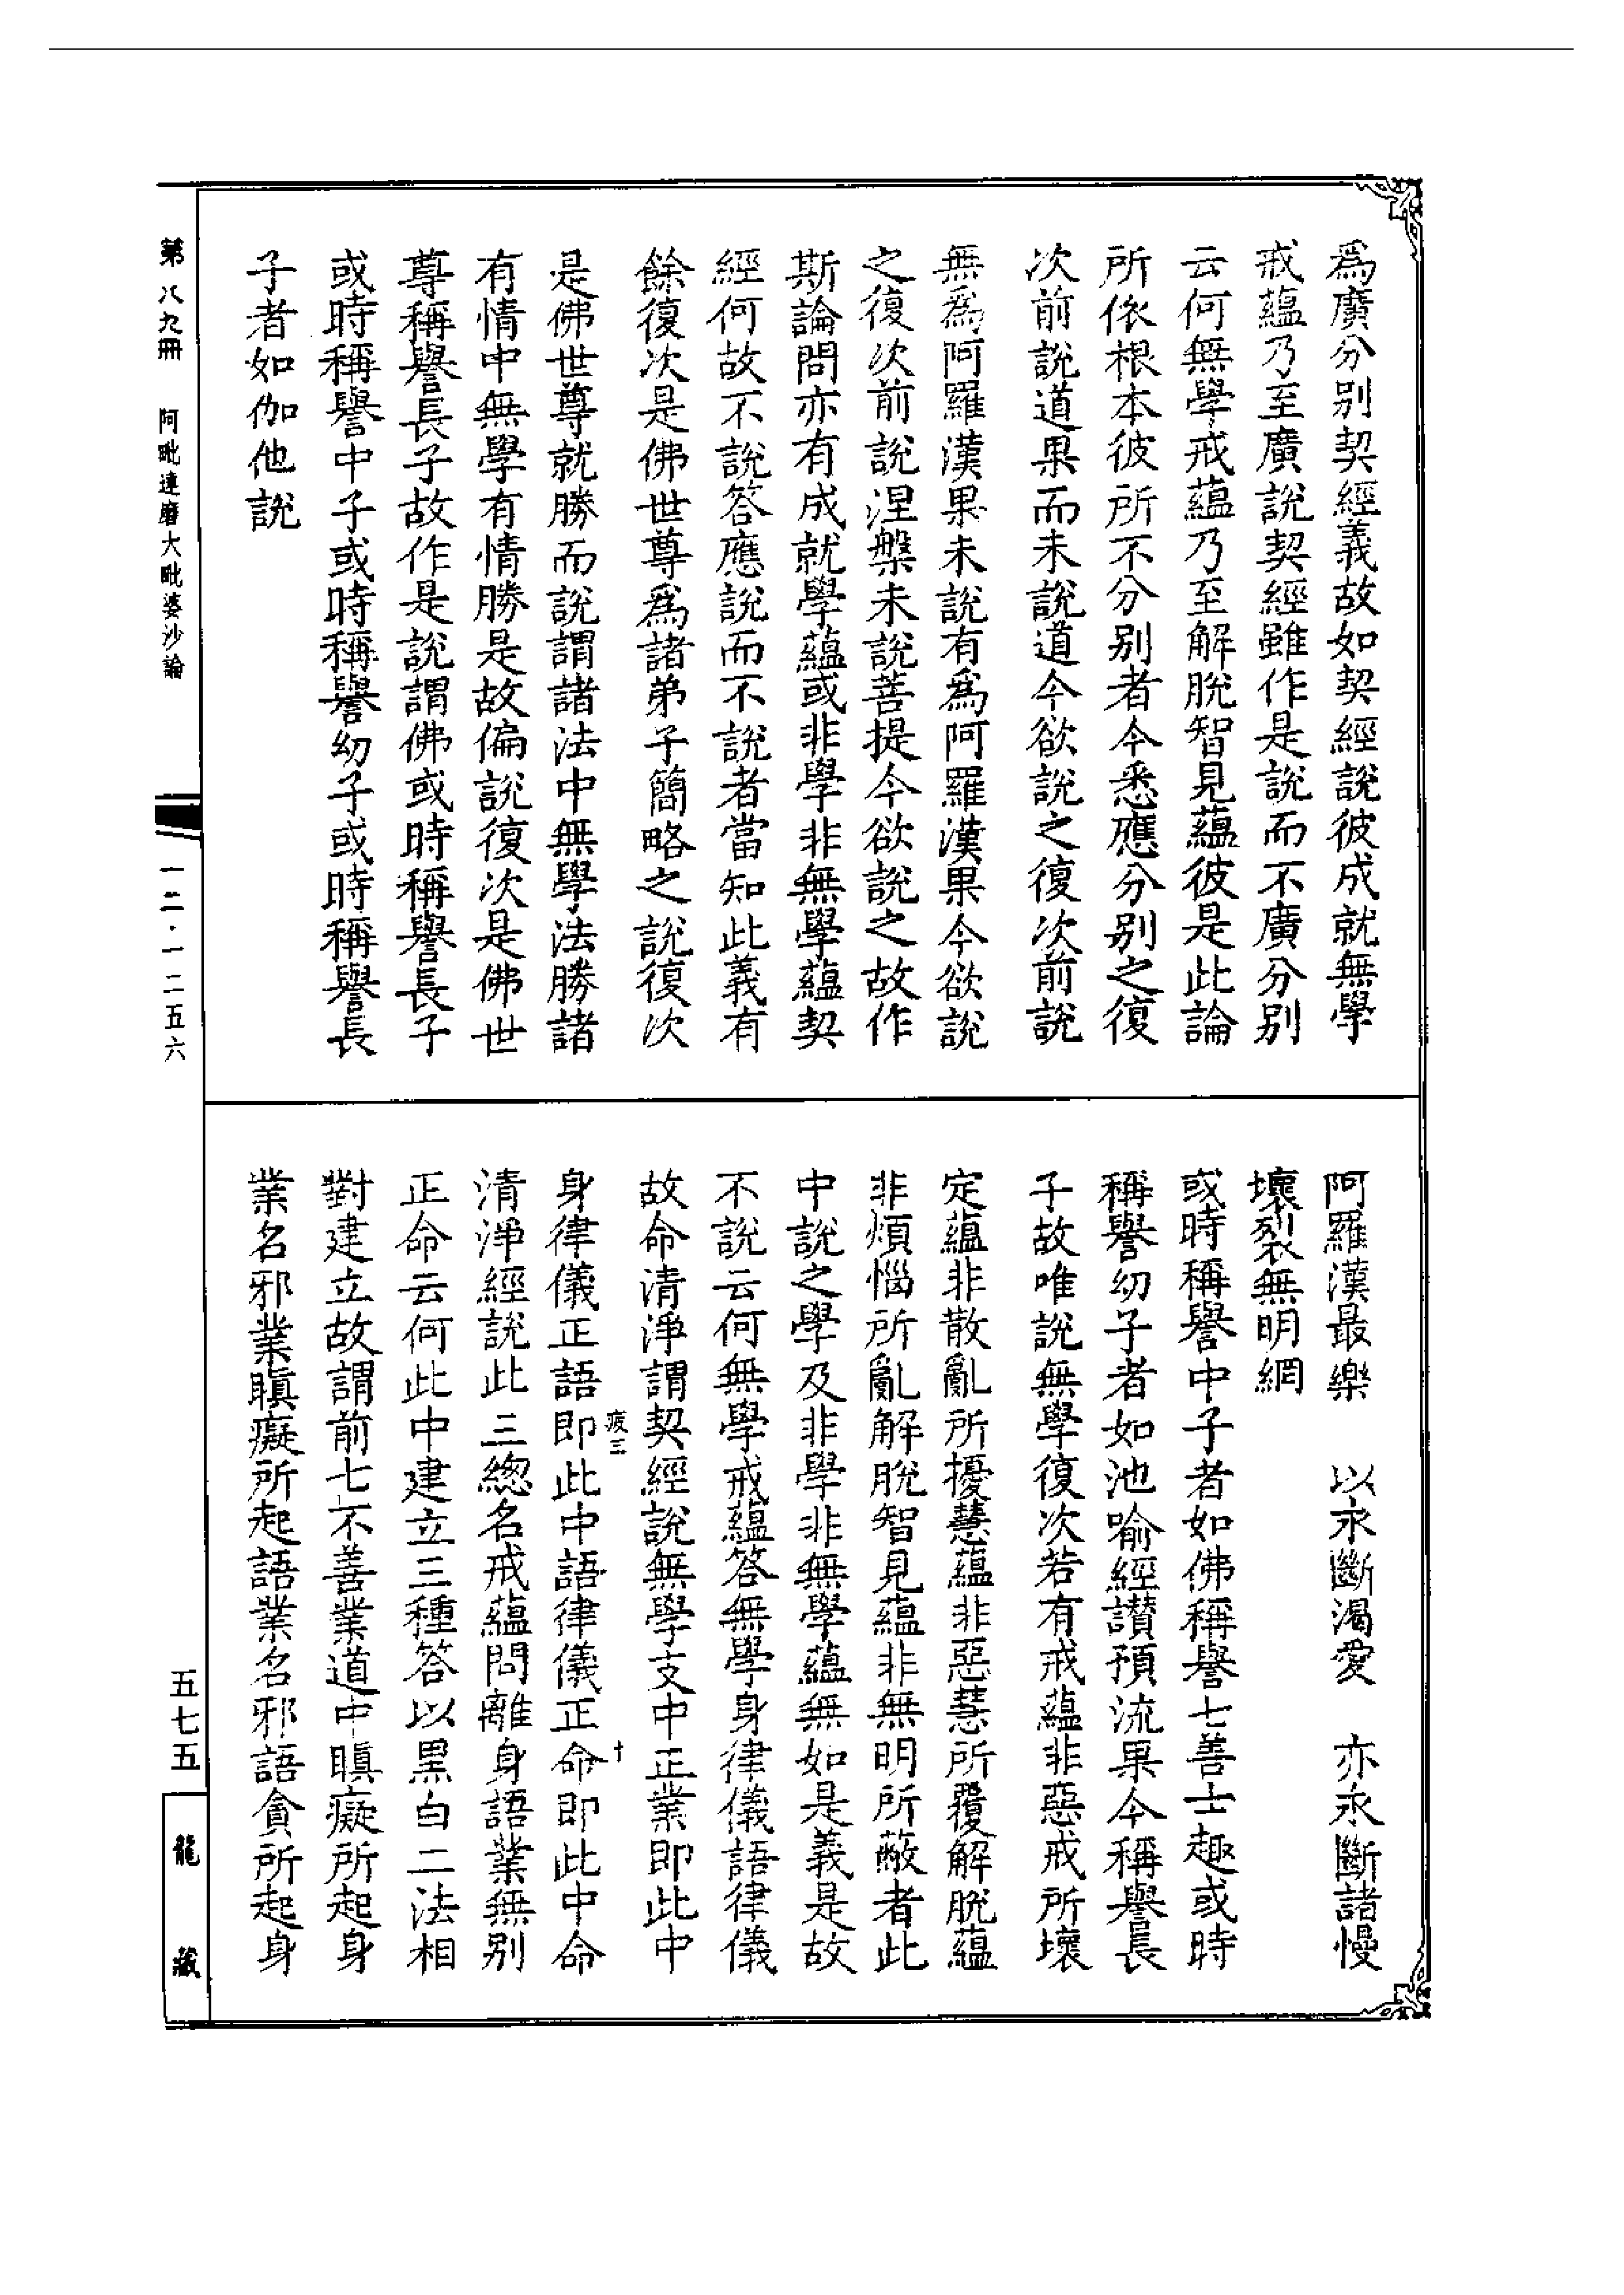 爲廣分別契經義故如契經說彼成就無學
戒蘊乃至廣說契經雖作是說而不廣分別
云何無學戒蘊乃至解脫智見蘊彼是此論
所依根本彼所不分別者今悉應分別之復
次前說道果而未說道今欲說之復次前說
無爲阿羅漢果未說有爲阿羅漢果今欲說
之復次前說涅槃未說菩提今欲說之故作
斯論問亦有成就學蘊或非學非無學蘊契
經何故不說答應說而不說者當知此義有
餘復次是佛世尊爲諸弟子簡略之說復次
是佛世尊就勝而說謂諸法中無學法勝諸
有情中無學有情勝是故偏說復次是佛世
尊稱譽長子故作是說謂佛或時稱譽長子
或時稱譽中子或時稱譽幼子或時稱譽長
子者如伽他說
阿羅漢最樂　以永斷渴愛　亦永斷諸慢
壞裂無明網
或時稱譽中子者如佛稱譽七善士趣或時
稱譽幼子者如池喻經讃預流果今稱譽長
子故唯說無學復次若有戒蘊非惡戒所壞
定蘊非散亂所擾慧蘊非惡慧所覆解脫蘊
非煩惱所亂解脫智見蘊非無明所蔽者此
中說之學及非學非無學蘊無如是義是故
不說云何無學戒蘊答無學身律儀語律儀
故命清淨謂契經說無學支中正業即此中
疲三　十
身律儀正語即此中語律儀正命即此中命
清淨經說此三總名戒蘊問離身語業無別
正命云何此中建立三種答以黑白二法相
對建立故謂前七不善業道中瞋癡所起身
業名邪業瞋癡所起語業名邪語貪所起身
第八九冊　阿毗達磨大毗婆沙論
一二·一二五六
五七五
龍藏